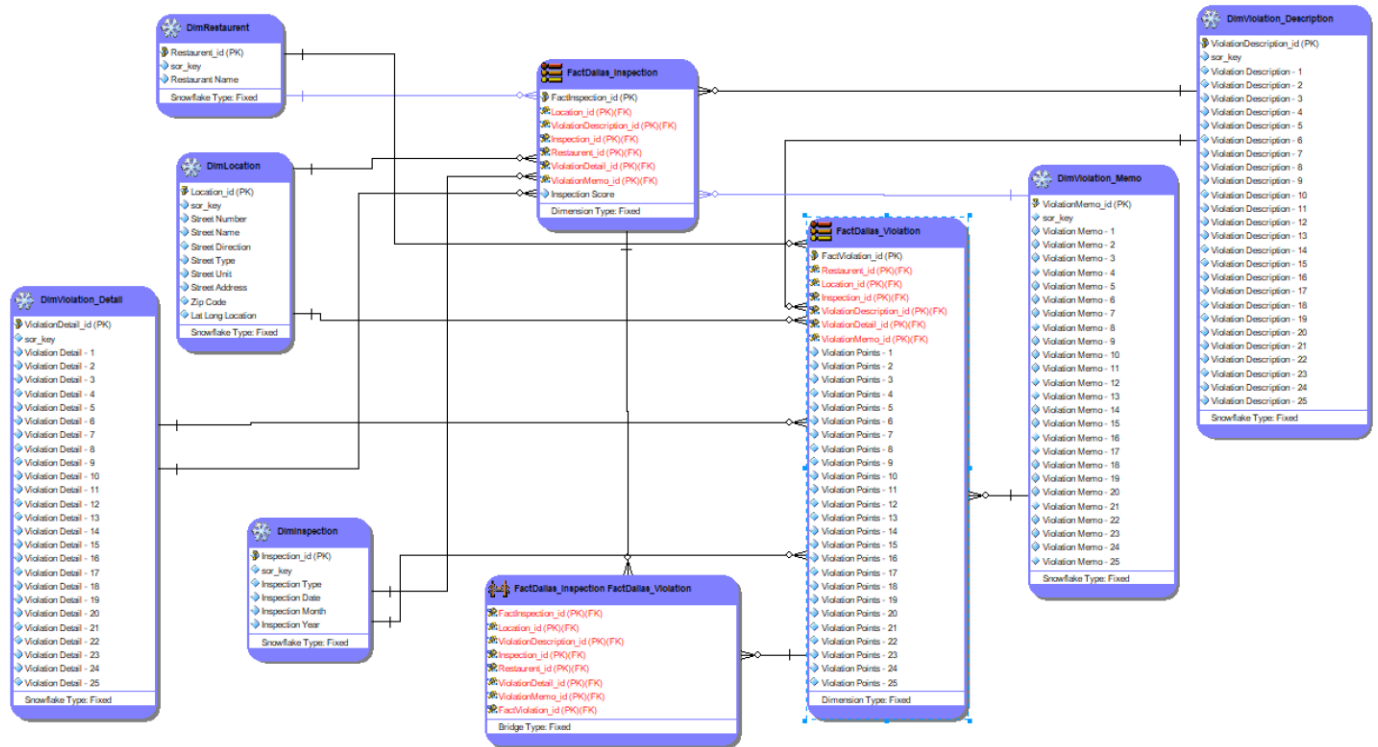 DimRestaurent
Restaurent_id (PK)
sor_key
Restaurant Name
Snowflake Type: Fixed
DimLocation
Location_id (PK)
sor_key
Street Number
Street Name
Street Direction
Street Type
Street Unit
Street Address
Zip Code
Lat Long Location
Snowflake Type: Fixed
DimViolation_Detail
ViolationDetail_id (PK)
sor_key
Violation Detail - 1
Violation Detail - 2
Violation Detail - 3
Violation Detail - 4
Violation Detail - 5
Violation Detail - 6
Violation Detail - 7
Violation Detail - 8
Violation Detail - 9
Violation Detail - 10
Violation Detail - 11
Violation Detail - 12
Violation Detail - 13
Violation Detail - 14
Violation Detail - 15
Violation Detail - 16
Violation Detail - 17
Violation Detail - 18
Violation Detail - 19
Violation Detail - 20
Violation Detail - 21
Violation Detail - 22
Violation Detail - 23
Violation Detail - 24
Violation Detail - 25
Snowflake Type: Fixed
DimInspection
Inspection_id (PK)
sor_key
Inspection Type
Inspection Date
Inspection Month
Inspection Year
Snowflake Type: Fixed
FactDallas_Inspection
FactInspection_id (PK)
Location_id (PK)(FK)
ViolationDescription_id (PK)(FK)
Inspection_id (PK)(FK)
Restaurent_id (PK)(FK)
ViolationDetail_id (PK)(FK)
ViolationMemo_id (PK)(FK)
Inspection Score
Dimension Type: Fixed
FactDallas_Inspection FactDallas_Violation
FactInspection_id (PK)(FK)
Location_id (PK)(FK)
ViolationDescription_id (PK)(FK)
Inspection_id (PK)(FK)
Restaurent_id (PK)(FK)
ViolationDetail_id (PK)(FK)
ViolationMemo_id (PK)(FK)
FactViolation_id (PK)(FK)
Bridge Type: Fixed
FactDallas_Violation
FactViolation_id (PK)
Restaurent_id (PK)(FK)
Location_id (PK)(FK)
Inspection_id (PK)(FK)
ViolationDescription_id (PK)(FK)
ViolationDetail_id (PK)(FK)
ViolationMemo_id (PK)(FK)
Violation Points - 1
Violation Points - 2
Violation Points - 3
Violation Points - 4
Violation Points - 5
Violation Points - 6
Violation Points - 7
Violation Points - 8
Violation Points - 9
Violation Points - 10
Violation Points - 11
Violation Points - 12
Violation Points - 13
Violation Points - 14
Violation Points - 15
Violation Points - 16
Violation Points - 17
Violation Points - 18
Violation Points - 19
Violation Points - 20
Violation Points - 21
Violation Points - 22
Violation Points - 23
Violation Points - 24
Violation Points - 25
Dimension Type: Fixed
DimViolation_Memo
ViolationMemo_id (PK)
sor_key
Violation Memo - 1
Violation Memo - 2
Violation Memo - 3
Violation Memo - 4
Violation Memo - 5
Violation Memo - 6
Violation Memo - 7
Violation Memo - 8
Violation Memo - 9
Violation Memo - 10
Violation Memo - 11
Violation Memo - 12
Violation Memo - 13
Violation Memo - 14
Violation Memo - 15
Violation Memo - 16
Violation Memo - 17
Violation Memo - 18
Violation Memo - 19
Violation Memo - 20
Violation Memo - 21
Violation Memo - 22
Violation Memo - 23
Violation Memo - 24
Violation Memo - 25
Snowflake Type: Fixed
DimViolation_Description
ViolationDescription_id (PK)
sor_key
Violation Description - 1
Violation Description - 2
Violation Description - 3
Violation Description - 4
Violation Description - 5
Violation Description - 6
Violation Description - 7
Violation Description - 8
Violation Description - 9
Violation Description - 10
Violation Description - 11
Violation Description - 12
Violation Description - 13
Violation Description - 14
Violation Description - 15
Violation Description - 16
Violation Description - 17
Violation Description - 18
Violation Description - 19
Violation Description - 20
Violation Description - 21
Violation Description - 22
Violation Description - 23
Violation Description - 24
Violation Description - 25
Snowflake Type: Fixed